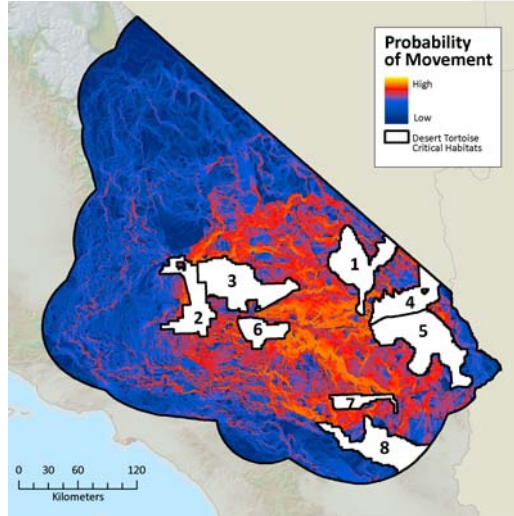 Probability
of Movement
High
Low
Desert Tortoise
Critical Habitats
1
3
4
2
6
5
7
8
0 30 60 120
Kilometers